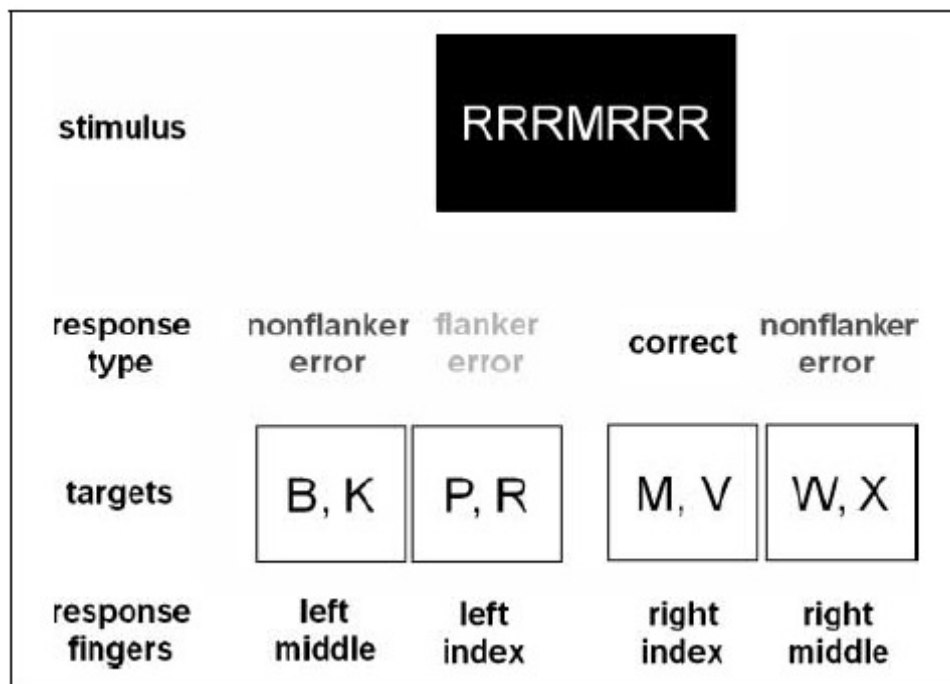 stimulus
RRRMRRR
response type
nonflanker error
flanker error
correct
nonflanker error
targets
B, K
P, R
M, V
W, X
response fingers
left middle
left index
right index
right middle